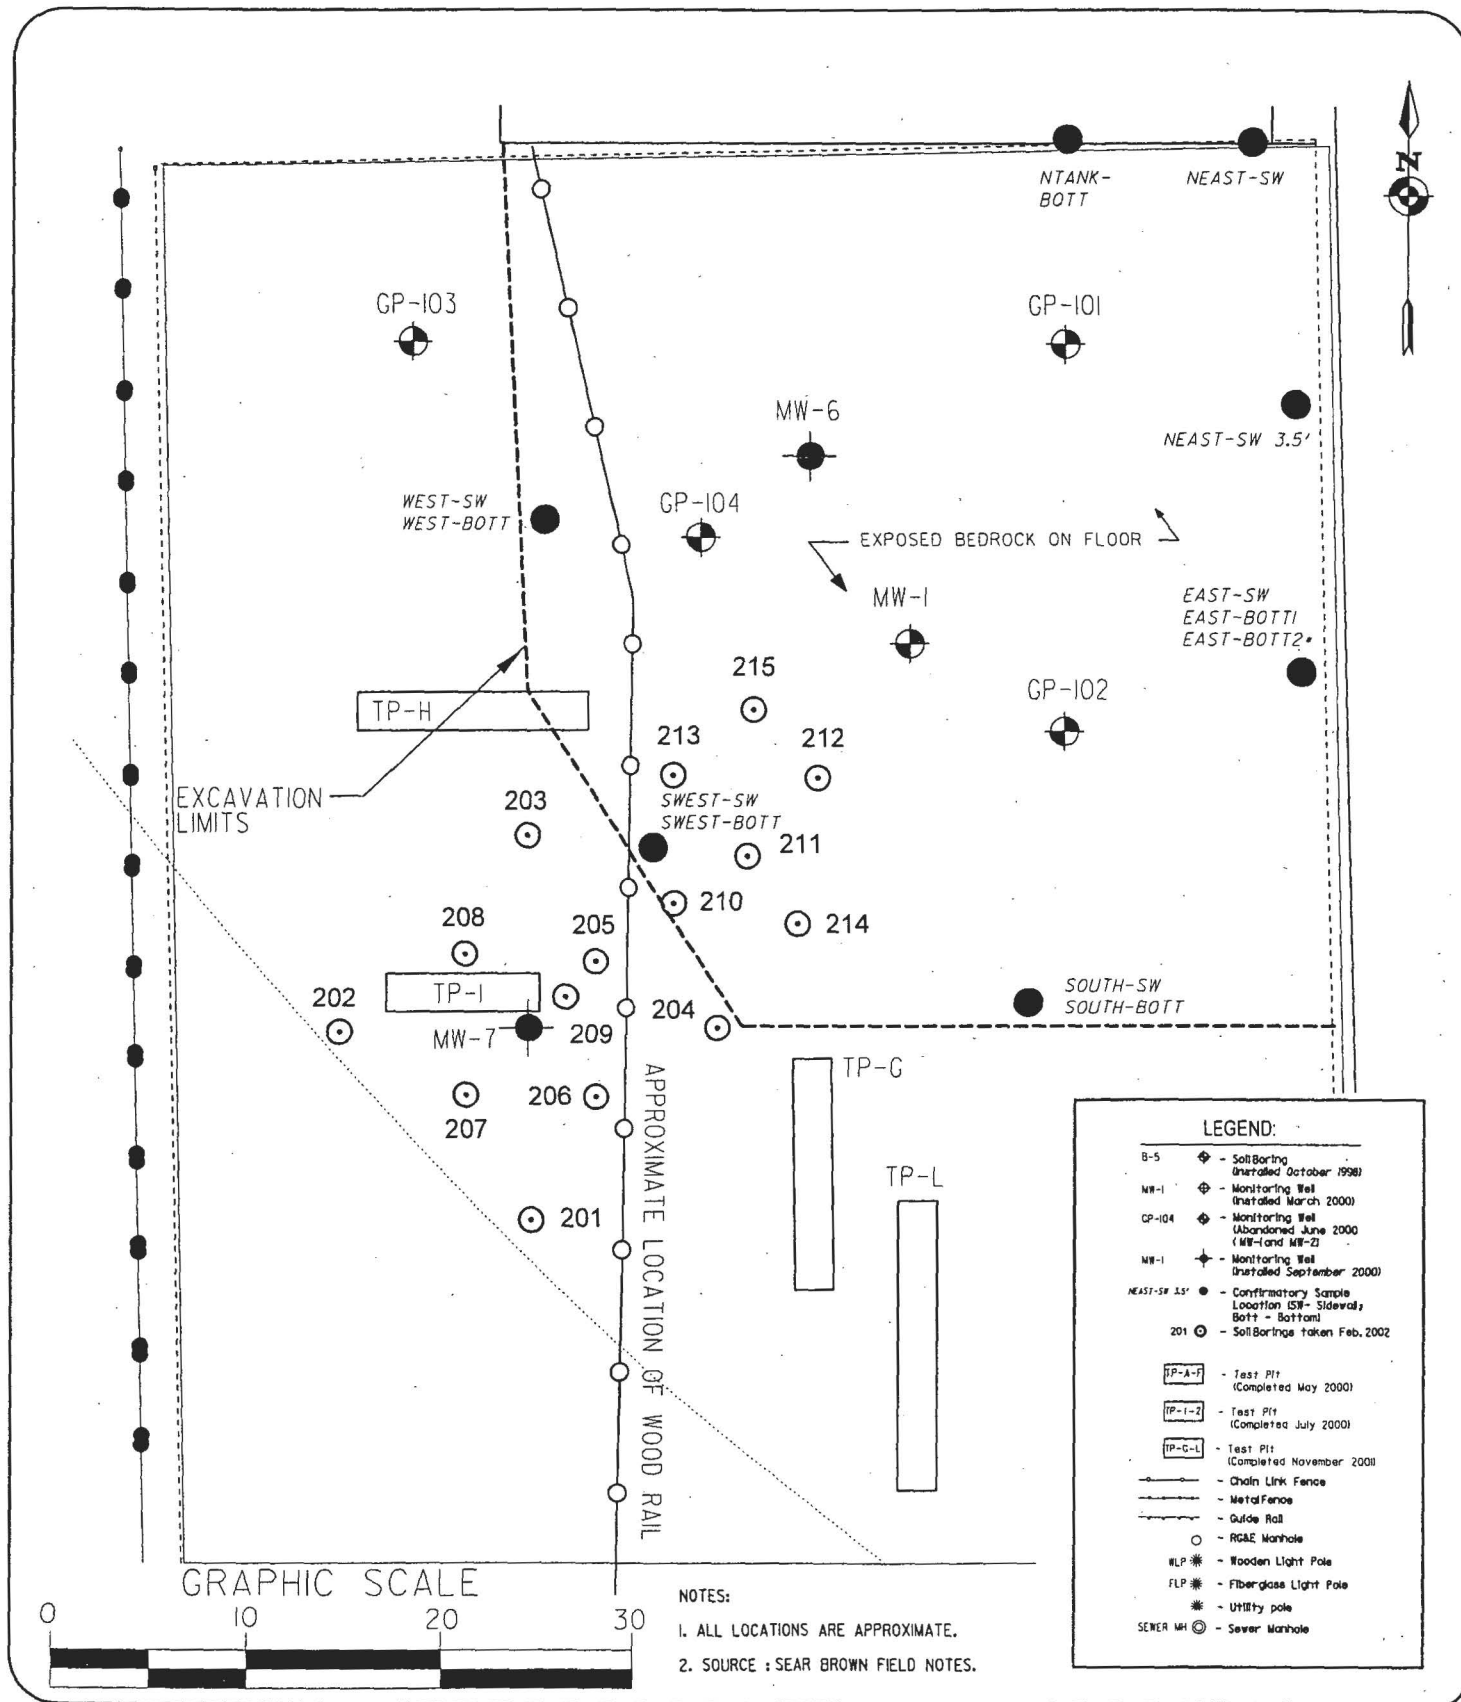 N
NTANK-
BOTT
NEAST-SW
GP-103
GP-101
MW-6
NEAST-SW 3.5'
WEST-SW
WEST-BOTT
GP-104
EXPOSED BEDROCK ON FLOOR
MW-1
EAST-SW
EAST-BOTT1
EAST-BOTT2
215
GP-102
TP-H
213
212
EXCAVATION
LIMITS
203
SWEST-SW
SWEST-BOTT
211
210
214
208
205
202
TP-I
SOUTH-SW
SOUTH-BOTT
204
MW-7
209
TP-G
206
207
APPROXIMATE LOCATION OF WOOD RAIL
TP-L
201
LEGEND:
B-5 - Soil Boring
(Installed October 1998)
MW-1 - Monitoring Well
(Installed March 2000)
GP-104 - Monitoring Well
(Abandoned June 2000
(MW-1 and MW-2)
MW-1 - Monitoring Well
(Installed September 2000)
NEAST-SW 3.5' - Confirmatory Sample
Location (SW- Sidewall;
Bott - Bottom)
201 - Soil Borings taken Feb. 2002
TP-A-F - Test Pit
(Completed May 2000)
TP-1-2 - Test Pit
(Completed July 2000)
TP-G-L - Test Pit
(Completed November 2001)
- Chain Link Fence
- Metal Fence
- Guide Rail
- RG&E Manhole
WLP - Wooden Light Pole
FLP - Fiberglass Light Pole
- Utility pole
SEWER MH - Sewer Manhole
GRAPHIC SCALE
0 10 20 30
NOTES:
1. ALL LOCATIONS ARE APPROXIMATE.
2. SOURCE : SEAR BROWN FIELD NOTES.